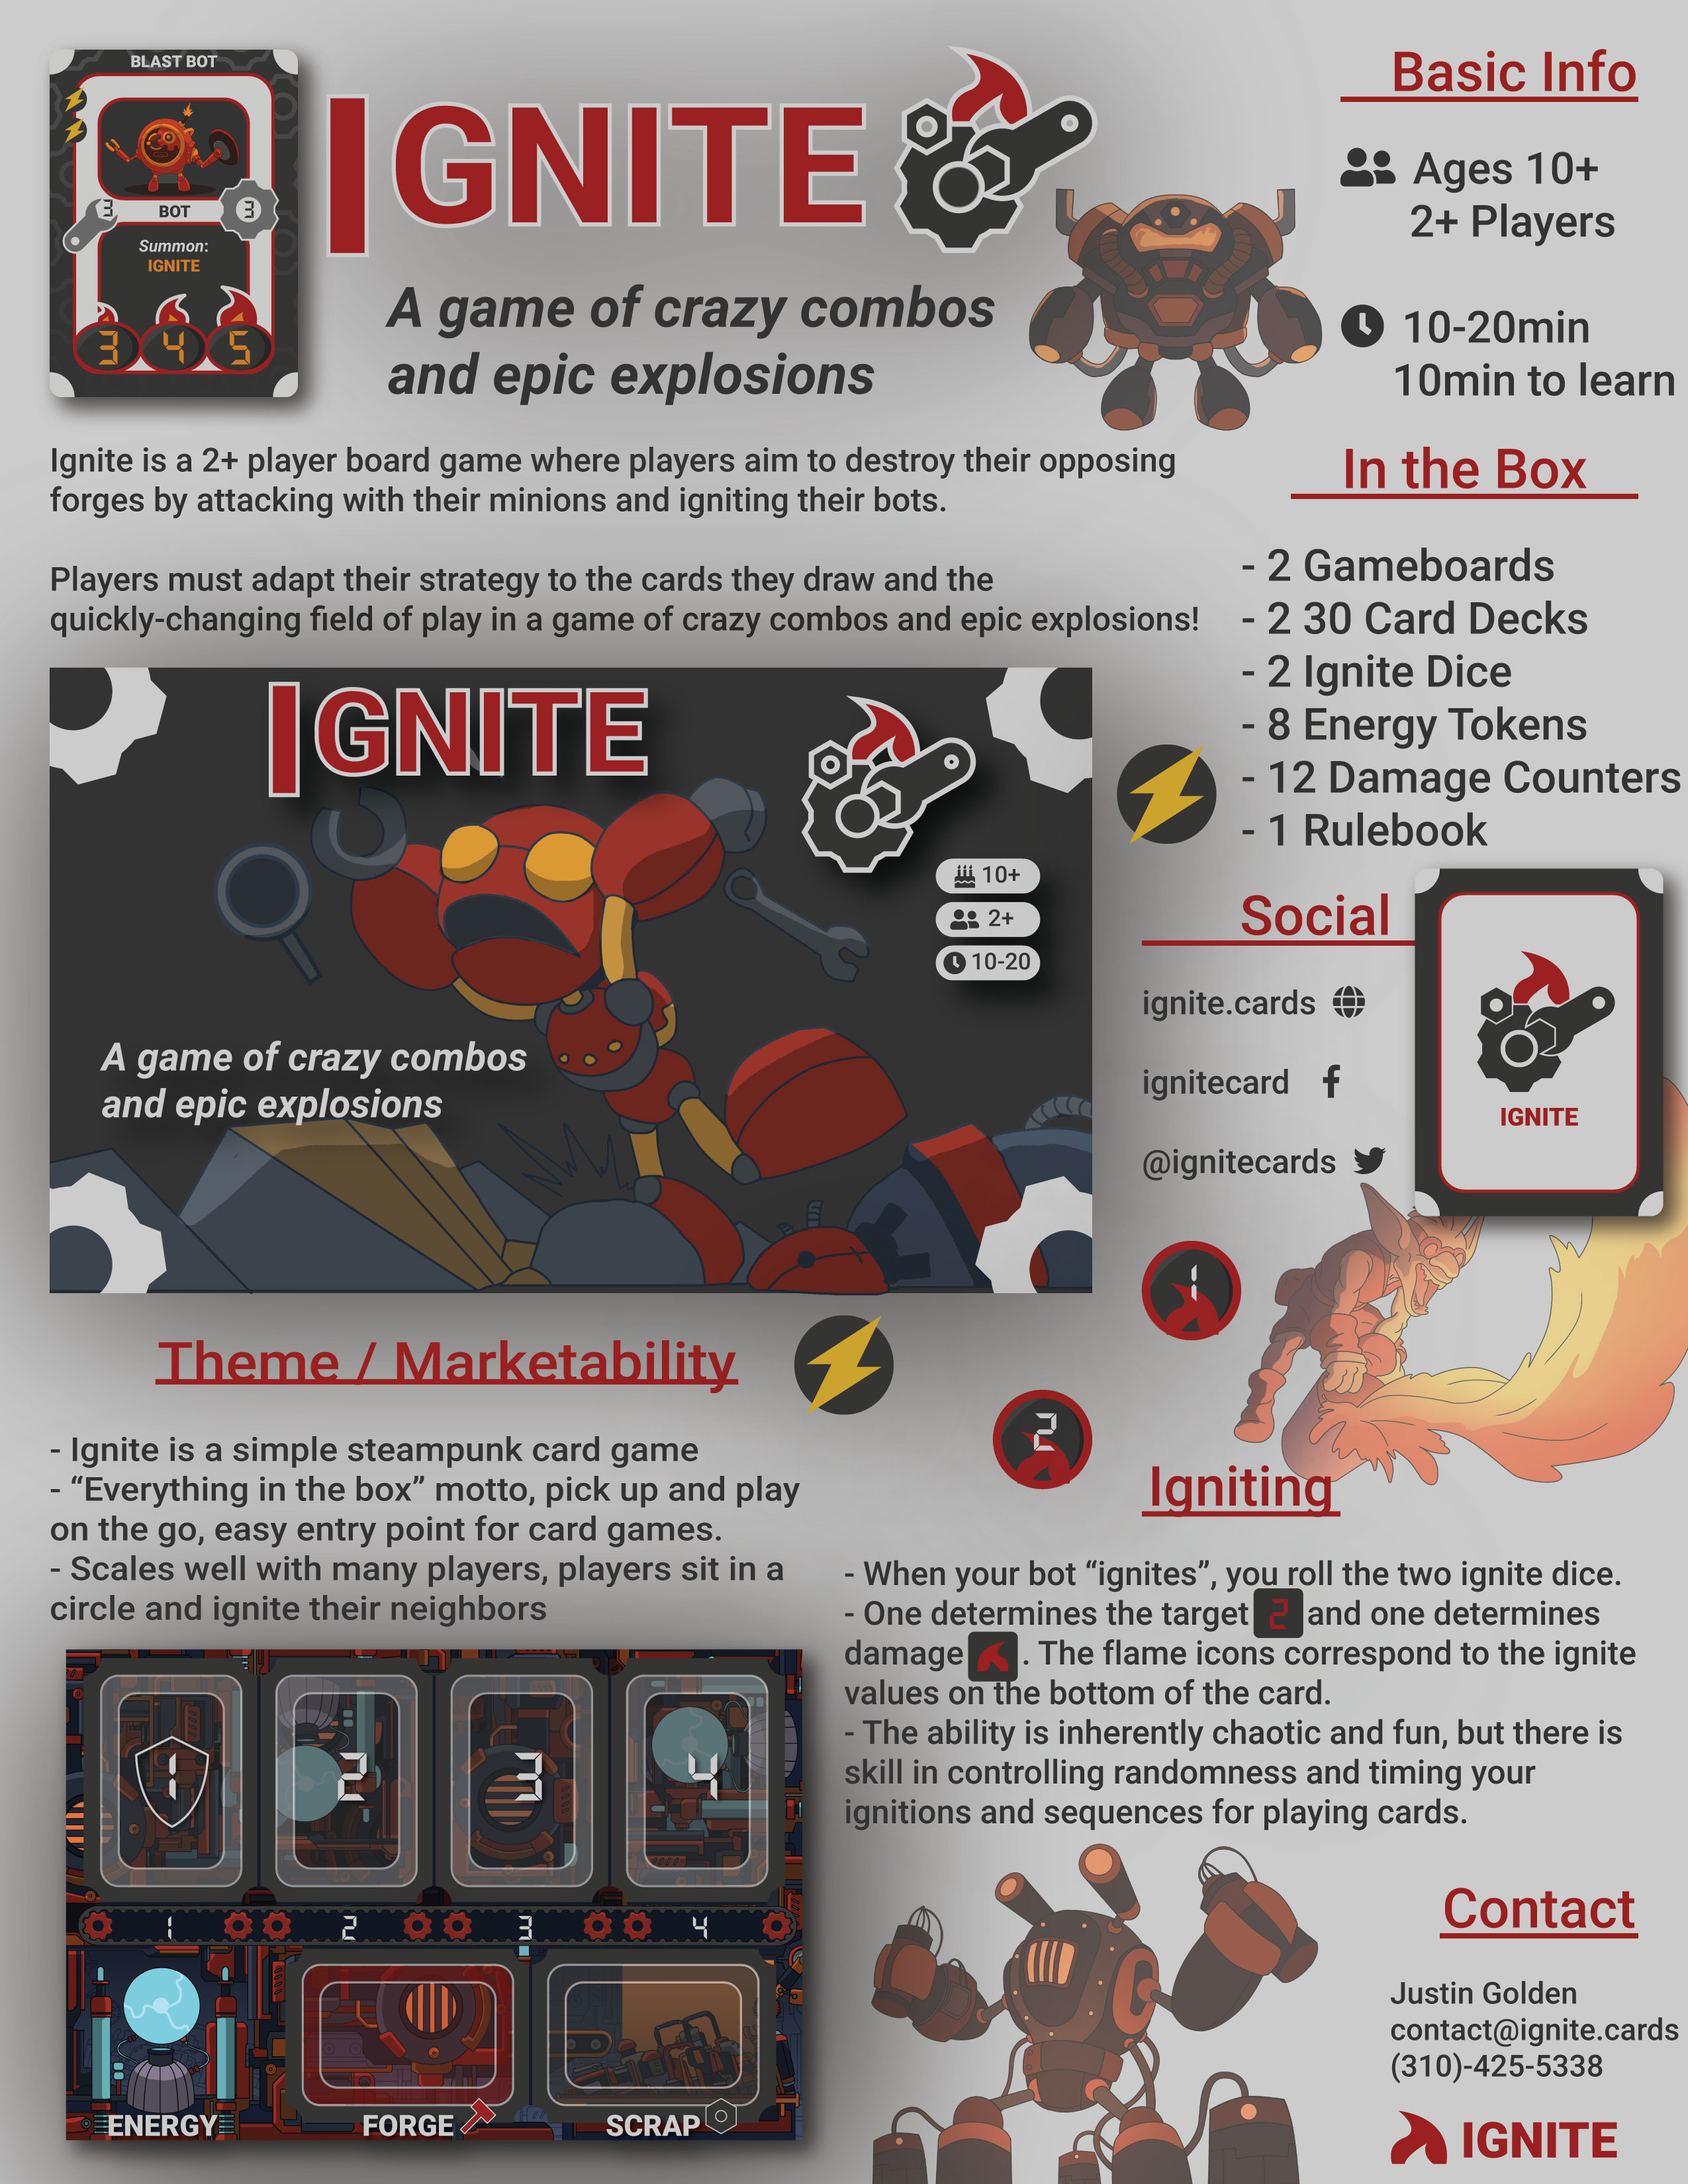 BLAST BOT
3
BOT
3
Summon:
IGNITE
3 4 5
IGNITE
A game of crazy combos
and epic explosions
Basic Info
Ages 10+
2+ Players
10-20min
10min to learn
Ignite is a 2+ player board game where players aim to destroy their opposing
forges by attacking with their minions and igniting their bots.
Players must adapt their strategy to the cards they draw and the
quickly-changing field of play in a game of crazy combos and epic explosions!
In the Box
- 2 Gameboards
- 2 30 Card Decks
- 2 Ignite Dice
- 8 Energy Tokens
- 12 Damage Counters
- 1 Rulebook
IGNITE
10+
2+
10-20
A game of crazy combos
and epic explosions
Social
ignite.cards
ignitecard
@ignitecards
IGNITE
1
2
Theme / Marketability
- Ignite is a simple steampunk card game
- “Everything in the box” motto, pick up and play
on the go, easy entry point for card games.
- Scales well with many players, players sit in a
circle and ignite their neighbors
Igniting
- When your bot “ignites”, you roll the two ignite dice.
- One determines the target 2 and one determines
damage . The flame icons correspond to the ignite
values on the bottom of the card.
- The ability is inherently chaotic and fun, but there is
skill in controlling randomness and timing your
ignitions and sequences for playing cards.
1 2 3 4
1 2 3 4
ENERGY FORGE SCRAP
Contact
Justin Golden
contact@ignite.cards
(310)-425-5338
IGNITE